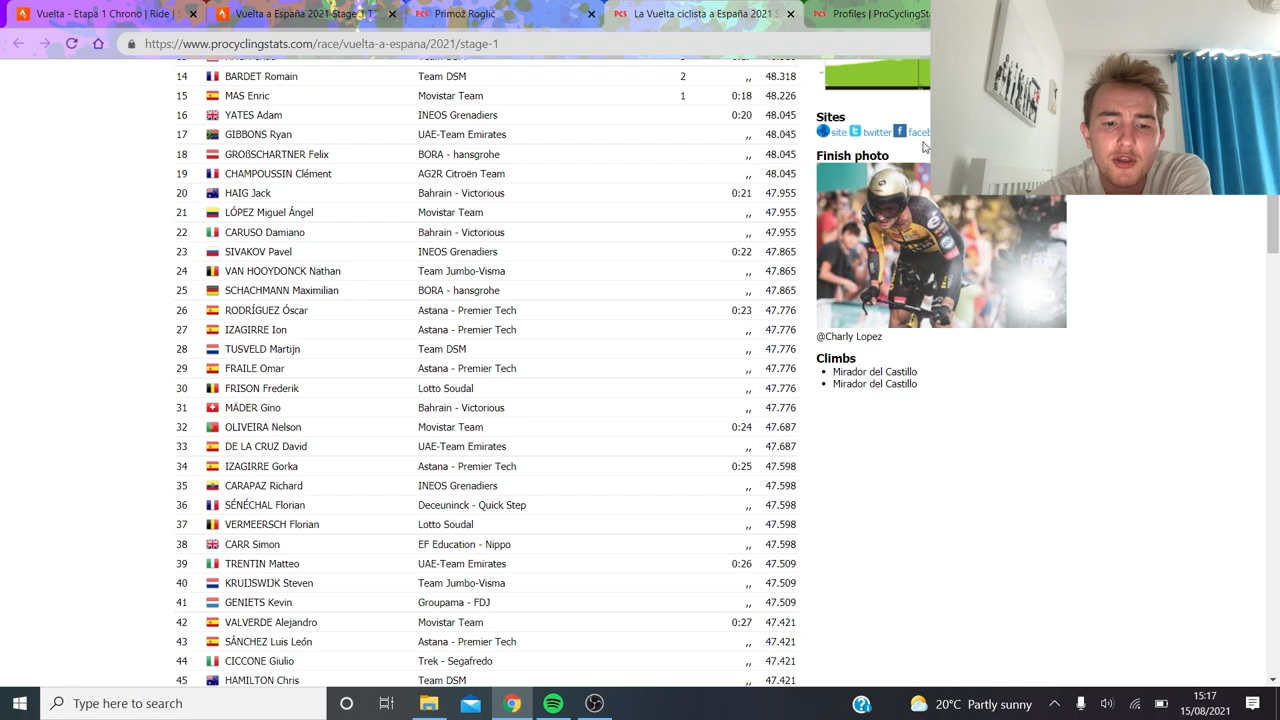 Vuelta - Etapa 1 Chrono | Ride |
Vuelta a España 2021 Stage 1 T
Primož Roglič
La Vuelta ciclista a España 2021 S
Profiles | ProCyclingStats.com
https://www.procyclingstats.com/race/vuelta-a-espana/2021/stage-1
14 BARDET Romain Team DSM 2 ,, 48.318
15 MAS Enric Movistar Team 1 0:18 48.226
16 YATES Adam INEOS Grenadiers 0:20 48.045
17 GIBBONS Ryan UAE-Team Emirates ,, 48.045
18 GROßSCHARTNER Felix BORA - hansgrohe ,, 48.045
19 CHAMPOUSSIN Clément AG2R Citroën Team ,, 48.045
20 HAIG Jack Bahrain - Victorious 0:21 47.955
21 LÓPEZ Miguel Ángel Movistar Team ,, 47.955
22 CARUSO Damiano Bahrain - Victorious ,, 47.955
23 SIVAKOV Pavel INEOS Grenadiers 0:22 47.865
24 VAN HOOYDONCK Nathan Team Jumbo-Visma ,, 47.865
25 SCHACHMANN Maximilian BORA - hansgrohe ,, 47.865
26 RODRÍGUEZ Óscar Astana - Premier Tech 0:23 47.776
27 IZAGIRRE Ion Astana - Premier Tech ,, 47.776
28 TUSVELD Martijn Team DSM ,, 47.776
29 FRAILE Omar Astana - Premier Tech ,, 47.776
30 FRISON Frederik Lotto Soudal ,, 47.776
31 MÄDER Gino Bahrain - Victorious ,, 47.776
32 OLIVEIRA Nelson Movistar Team 0:24 47.687
33 DE LA CRUZ David UAE-Team Emirates ,, 47.687
34 IZAGIRRE Gorka Astana - Premier Tech 0:25 47.598
35 CARAPAZ Richard INEOS Grenadiers ,, 47.598
36 SÉNÉCHAL Florian Deceuninck - Quick Step ,, 47.598
37 VERMEERSCH Florian Lotto Soudal ,, 47.598
38 CARR Simon EF Education - Nippo ,, 47.598
39 TRENTIN Matteo UAE-Team Emirates 0:26 47.509
40 KRUIJSWIJK Steven Team Jumbo-Visma ,, 47.509
41 GENIETS Kevin Groupama - FDJ ,, 47.509
42 VALVERDE Alejandro Movistar Team 0:27 47.421
43 SÁNCHEZ Luis León Astana - Premier Tech ,, 47.421
44 CICCONE Giulio Trek - Segafredo ,, 47.421
45 HAMILTON Chris Team DSM ,, 47.421
Sites
site twitter faceb
Finish photo
@Charly Lopez
Climbs
Mirador del Castillo
Mirador del Castillo
Type here to search
20°C Partly sunny
15:17
15/08/2021